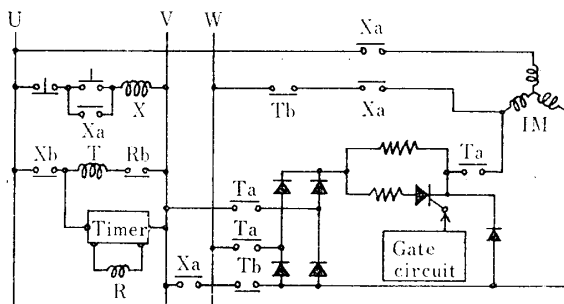 U V W
Xa
X
Xa
Tb Xa
IM
Xb T Rb
Ta
Ta
Timer
Ta
Gate
circuit
Xa Tb
R